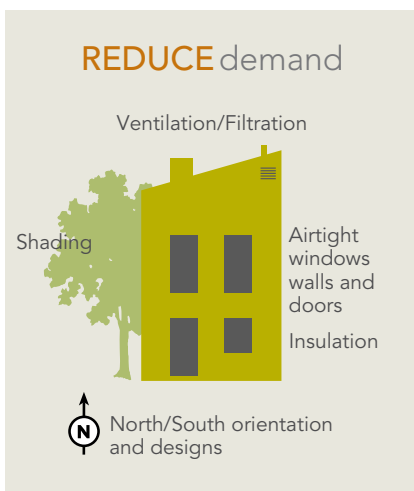 REDUCE demand
Ventilation/Filtration
Shading
Airtight
windows
walls and
doors
Insulation
N
North/South orientation
and designs